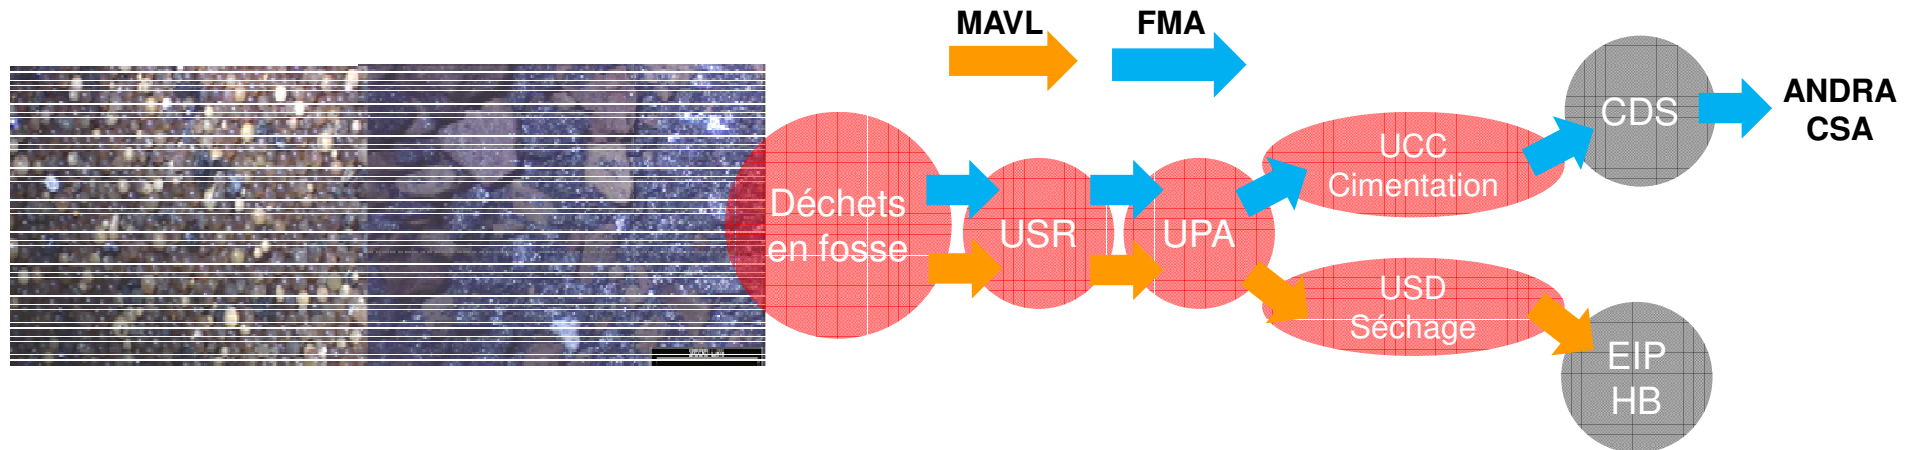 MAVL
FMA
Déchets
en fosse
USR
UPA
UCC
Cimentation
USD
Séchage
CDS
EIP
HB
ANDRA
CSA